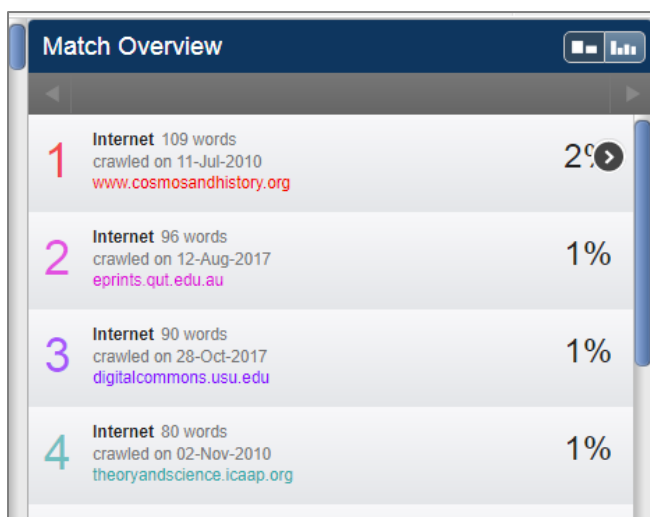 Match Overview
1
Internet 109 words
crawled on 11-Jul-2010
www.cosmosandhistory.org
2%
2
Internet 96 words
crawled on 12-Aug-2017
eprints.qut.edu.au
1%
3
Internet 90 words
crawled on 28-Oct-2017
digitalcommons.usu.edu
1%
4
Internet 80 words
crawled on 02-Nov-2010
theoryandscience.icaap.org
1%